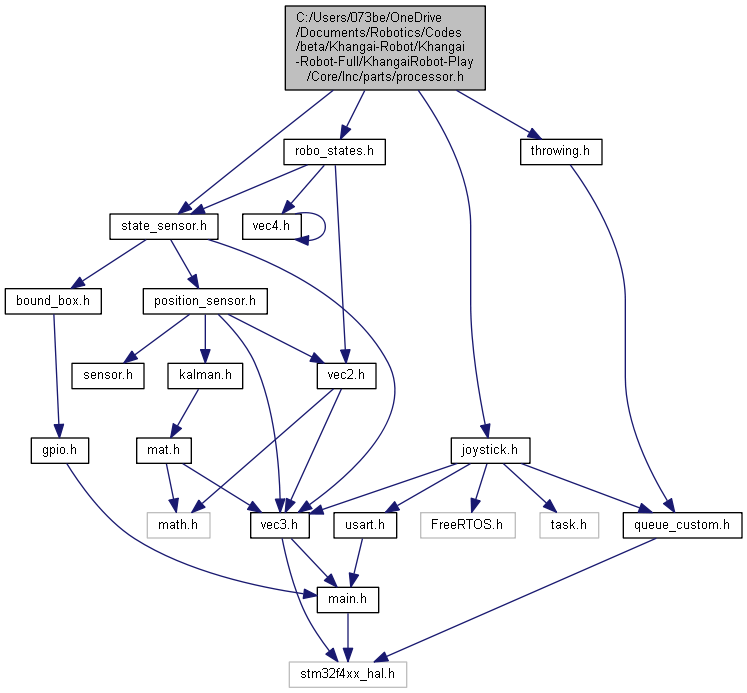 C:/Users/073be/OneDrive
/Documents/Robotics/Codes
/beta/Khangai-Robot/Khangai
-Robot-Full/KhangaiRobot-Play
/Core/Inc/parts/processor.h
robo_states.h
throwing.h
state_sensor.h
vec4.h
bound_box.h
position_sensor.h
sensor.h
kalman.h
vec2.h
gpio.h
mat.h
joystick.h
math.h
vec3.h
usart.h
FreeRTOS.h
task.h
queue_custom.h
main.h
stm32f4xx_hal.h